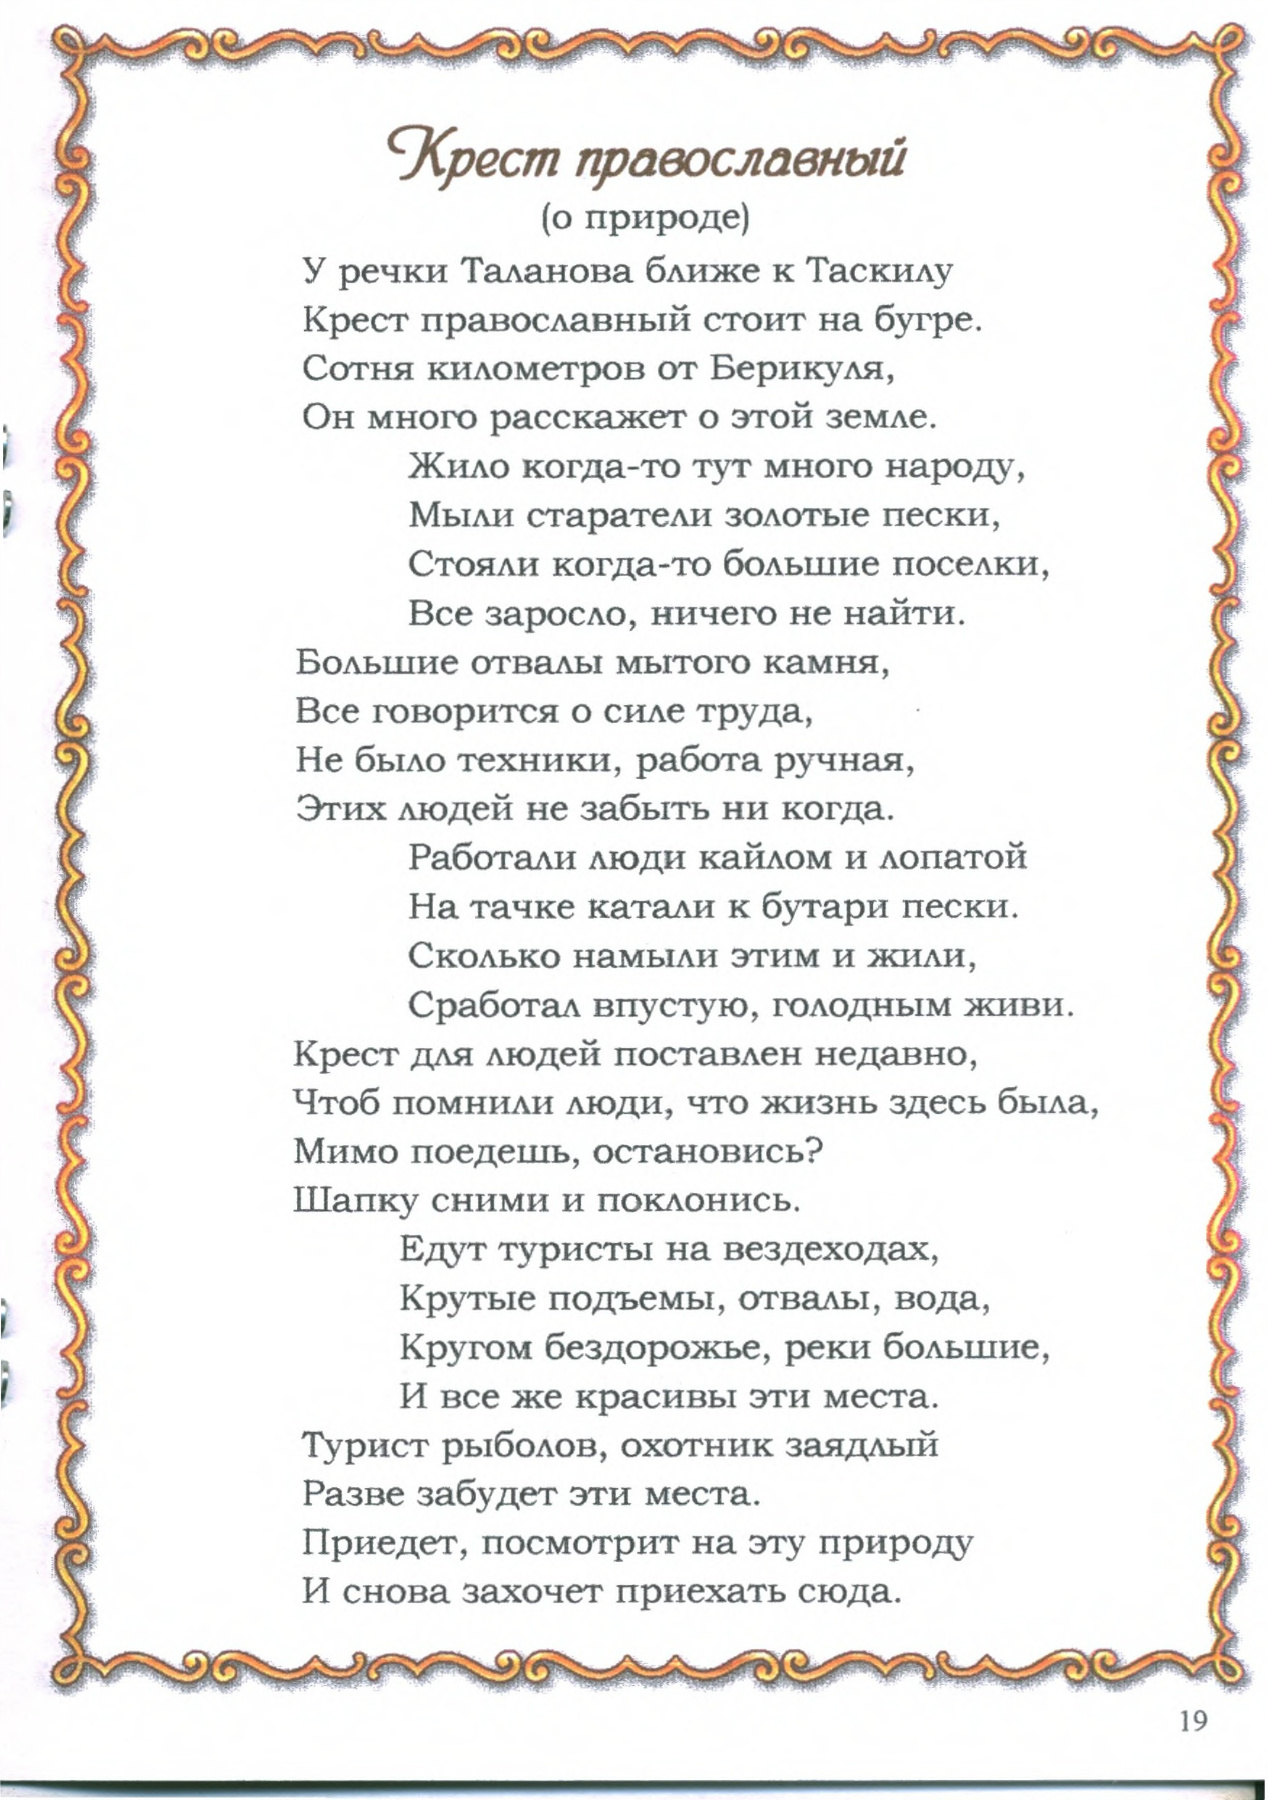 Крест православный
(о природе)
У речки Таланова ближе к Таскилу
Крест православный стоит на бугре.
Сотня километров от Берикуля,
Он много расскажет о этой земле.
Жило когда-то тут много народу,
Мыли старатели золотые пески,
Стояли когда-то большие поселки,
Все заросло, ничего не найти.
Большие отвалы мытого камня,
Все говорится о силе труда,
Не было техники, работа ручная,
Этих людей не забыть ни когда.
Работали люди кайлом и лопатой
На тачке катали к бутари пески.
Сколько намыли этим и жили,
Сработал впустую, голодным живи.
Крест для людей поставлен недавно,
Чтоб помнили люди, что жизнь здесь была,
Мимо поедешь, остановись?
Шапку сними и поклонись.
Едут туристы на вездеходах,
Крутые подъемы, отвалы, вода,
Кругом бездорожье, реки большие,
И все же красивы эти места.
Турист рыболов, охотник заядлый
Разве забудет эти места.
Приедет, посмотрит на эту природу
И снова захочет приехать сюда.
19